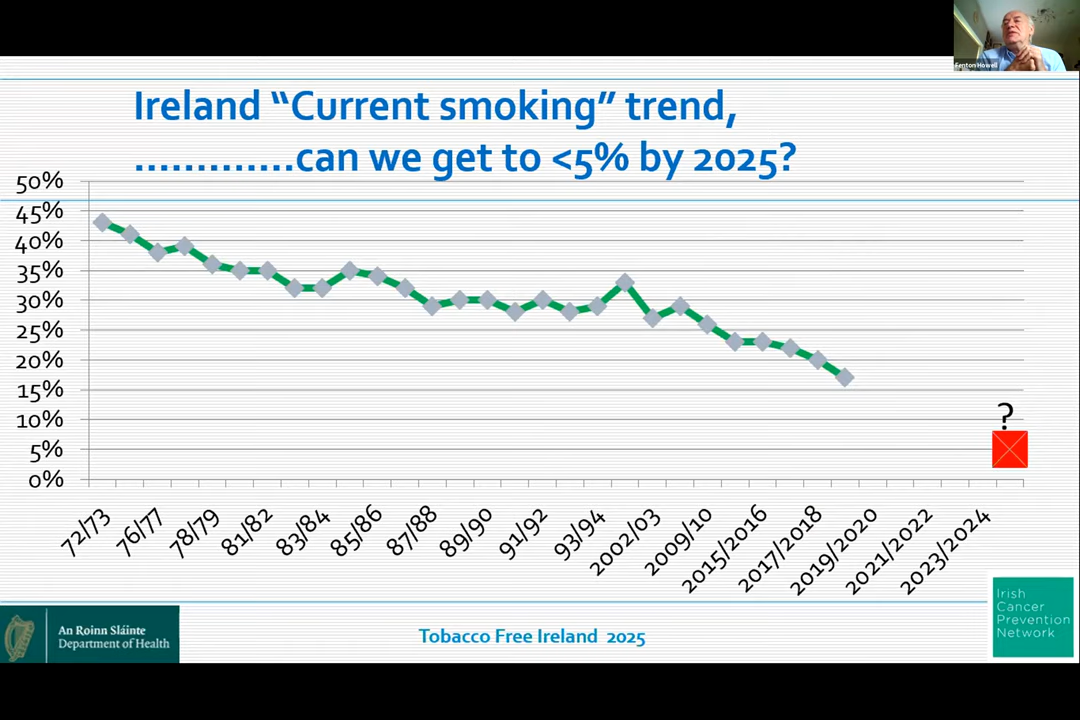 Fenton Howell
Ireland “Current smoking” trend,
.............can we get to <5% by 2025?
50%
45%
40%
35%
30%
25%
20%
15%
10%
5%
0%
?
72/73
76/77
78/79
81/82
83/84
85/86
87/88
89/90
91/92
93/94
2002/03
2009/10
2015/2016
2017/2018
2019/2020
2021/2022
2023/2024
An Roinn Sláinte
Department of Health
Tobacco Free Ireland 2025
Irish
Cancer
Prevention
Network